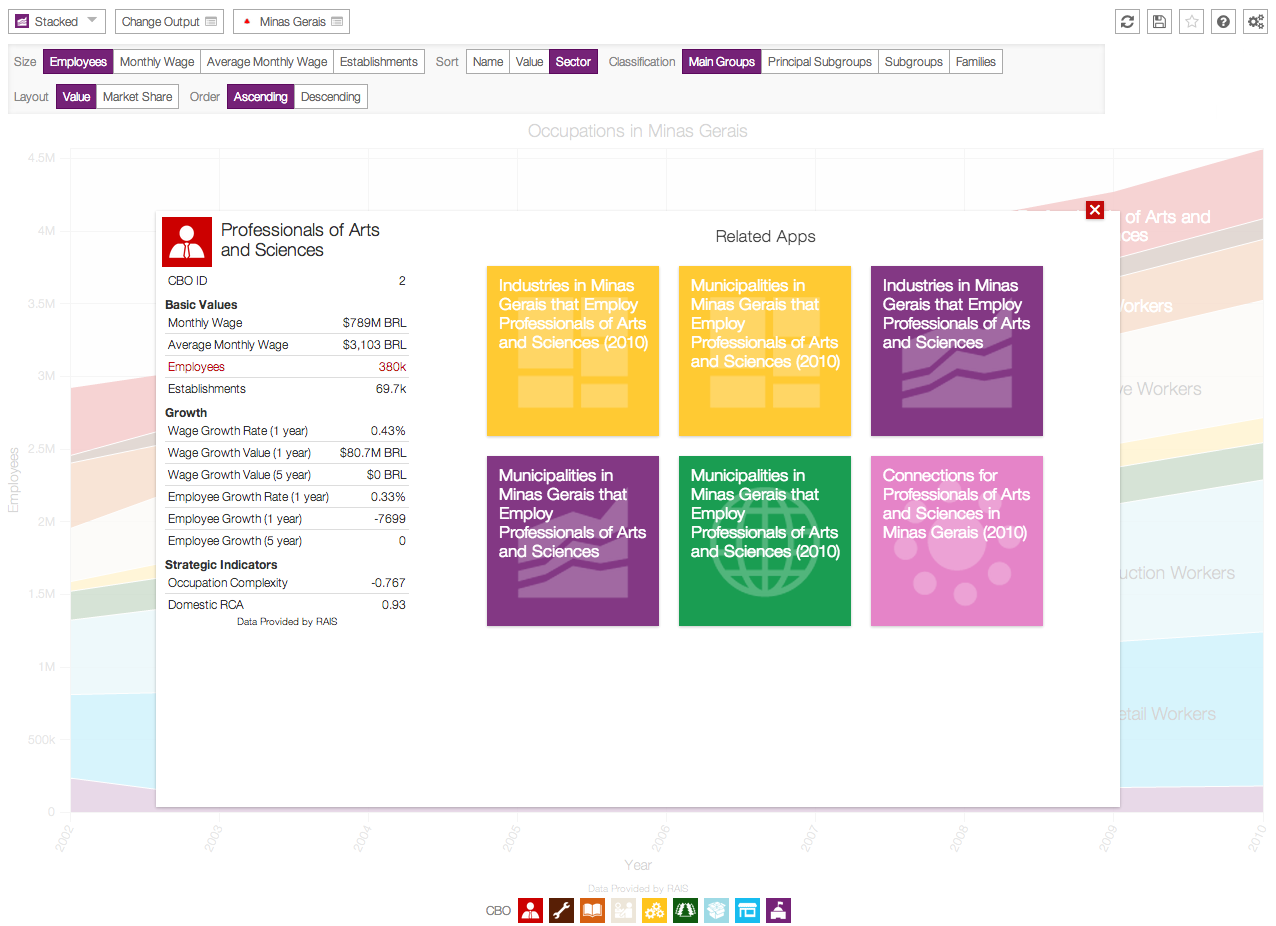 Stacked Change Output Minas Gerais
Size Employees Monthly Wage Average Monthly Wage Establishments Sort Name Value Sector Classification Main Groups Principal Subgroups Subgroups Families
Layout Value Market Share Order Ascending Descending
Occupations in Minas Gerais
4.5M
4M
3.5M
3M
2.5M
2M
1.5M
1M
500k
0
Employees
of Arts and
ces
orkers
ve Workers
uction Workers
etail Workers
Professionals of Arts
and Sciences
CBO ID 2
Basic Values
Monthly Wage $789M BRL
Average Monthly Wage $3,103 BRL
Employees 380k
Establishments 69.7k
Growth
Wage Growth Rate (1 year) 0.43%
Wage Growth Value (1 year) $80.7M BRL
Wage Growth Value (5 year) $0 BRL
Employee Growth Rate (1 year) 0.33%
Employee Growth (1 year) -7699
Employee Growth (5 year) 0
Strategic Indicators
Occupation Complexity -0.767
Domestic RCA 0.93
Data Provided by RAIS
Related Apps
Industries in Minas
Gerais that Employ
Professionals of Arts
and Sciences (2010)
Municipalities in
Minas Gerais that
Employ
Professionals of Arts
and Sciences (2010)
Industries in Minas
Gerais that Employ
Professionals of Arts
and Sciences
Municipalities in
Minas Gerais that
Employ
Professionals of Arts
and Sciences
Municipalities in
Minas Gerais that
Employ
Professionals of Arts
and Sciences (2010)
Connections for
Professionals of Arts
and Sciences in
Minas Gerais (2010)
2002 2003 2004 2005 2006 2007 2008 2009 2010
Year
Data Provided by RAIS
CBO